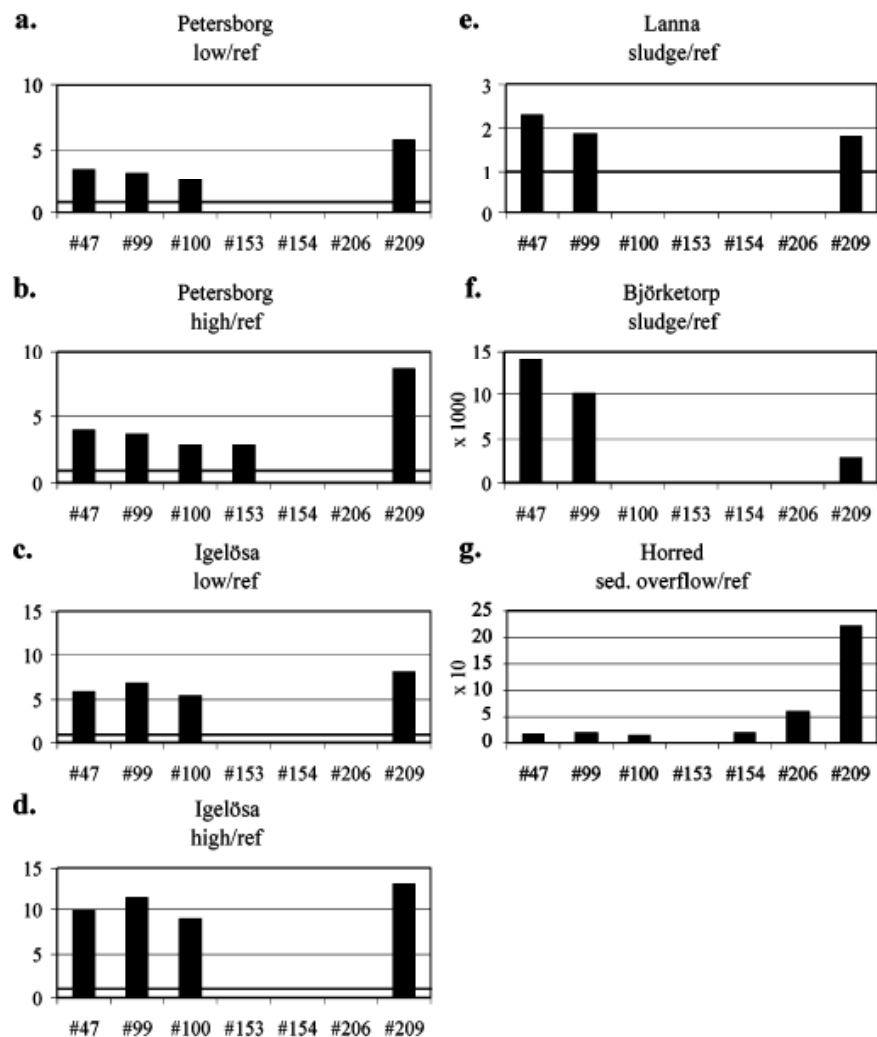 a.
Petersborg
low/ref
10
5
0
#47 #99 #100 #153 #154 #206 #209
b.
Petersborg
high/ref
10
5
0
#47 #99 #100 #153 #154 #206 #209
c.
Igelösa
low/ref
15
10
5
0
#47 #99 #100 #153 #154 #206 #209
d.
Igelösa
high/ref
15
10
5
0
#47 #99 #100 #153 #154 #206 #209
e.
Lanna
sludge/ref
3
2
1
0
#47 #99 #100 #153 #154 #206 #209
f.
Björketorp
sludge/ref
x 1000
15
10
5
0
#47 #99 #100 #153 #154 #206 #209
g.
Horred
sed. overflow/ref
x 10
25
20
15
10
5
0
#47 #99 #100 #153 #154 #206 #209